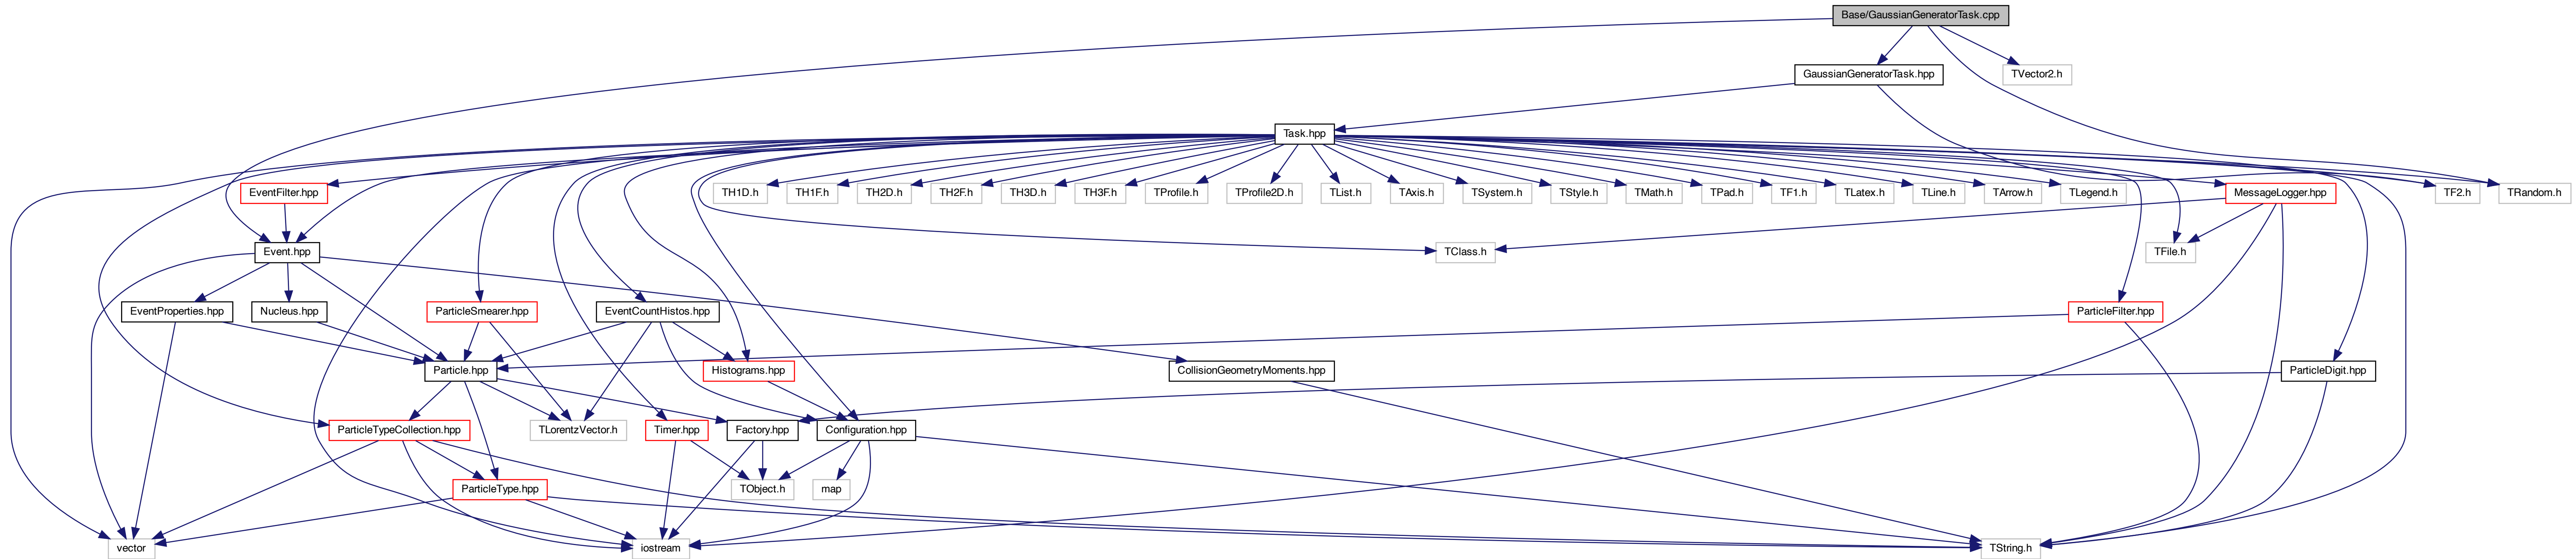 Base/GaussianGeneratorTask.cpp
GaussianGeneratorTask.hpp
TVector2.h
Task.hpp
EventFilter.hpp
TH1D.h
TH1F.h
TH2D.h
TH2F.h
TH3D.h
TH3F.h
TProfile.h
TProfile2D.h
TList.h
TAxis.h
TSystem.h
TStyle.h
TMath.h
TPad.h
TF1.h
TLatex.h
TLine.h
TArrow.h
TLegend.h
MessageLogger.hpp
TF2.h
TRandom.h
Event.hpp
TClass.h
TFile.h
EventProperties.hpp
Nucleus.hpp
ParticleSmearer.hpp
EventCountHistos.hpp
ParticleFilter.hpp
Particle.hpp
Histograms.hpp
CollisionGeometryMoments.hpp
ParticleDigit.hpp
ParticleTypeCollection.hpp
TLorentzVector.h
Timer.hpp
Factory.hpp
Configuration.hpp
ParticleType.hpp
TObject.h
map
vector
iostream
TString.h